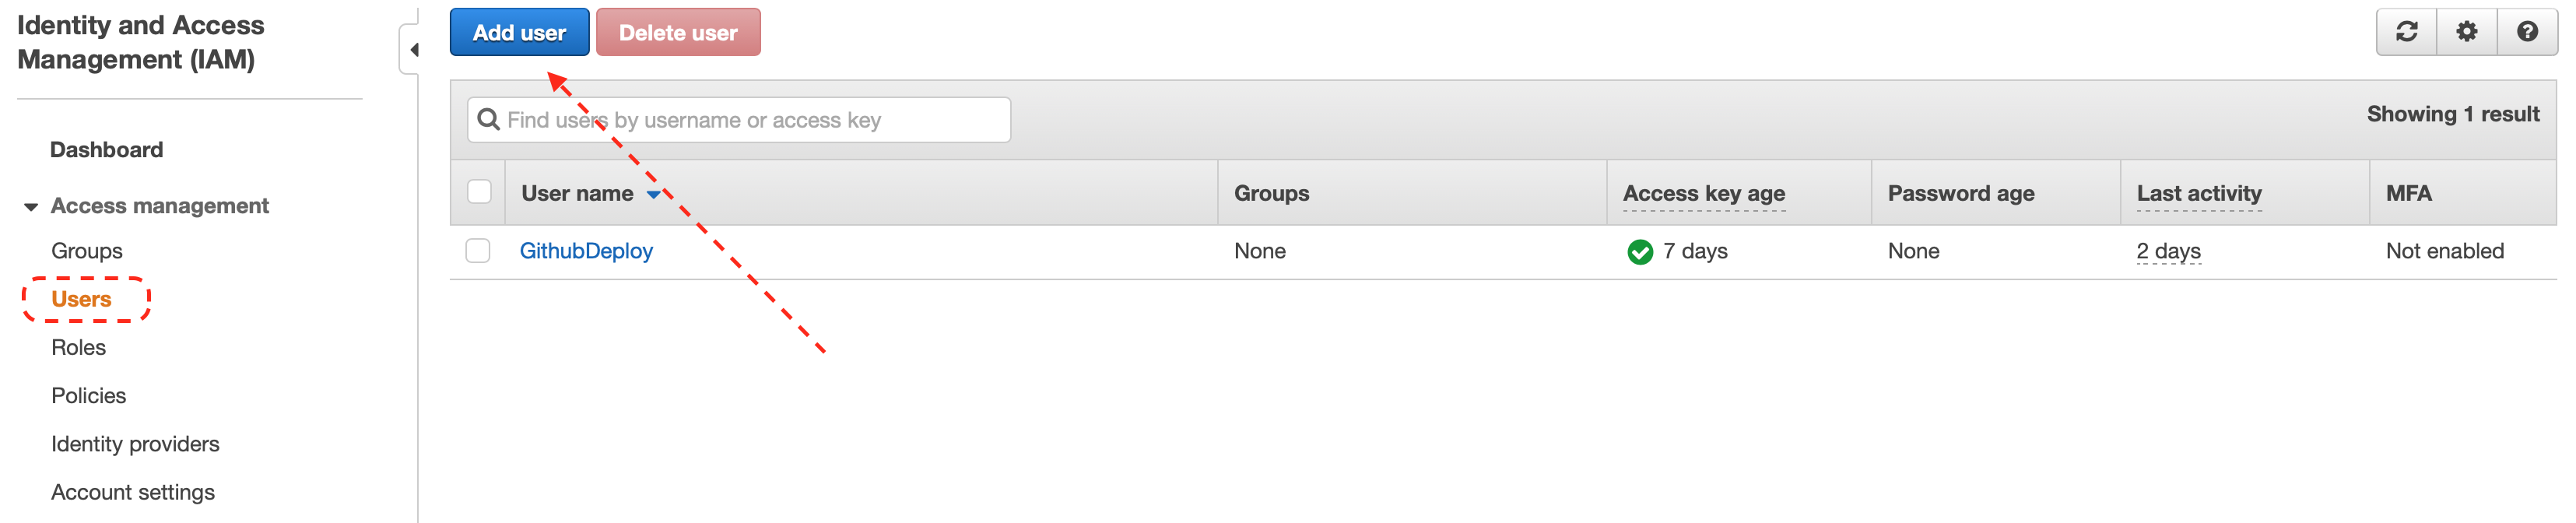 Identity and Access
Management (IAM)
Dashboard
Access management
Groups
Users
Roles
Policies
Identity providers
Account settings
Add user
Delete user
Find users by username or access key
Showing 1 result
User name
Groups
Access key age
Password age
Last activity
MFA
GithubDeploy
None
7 days
None
2 days
Not enabled